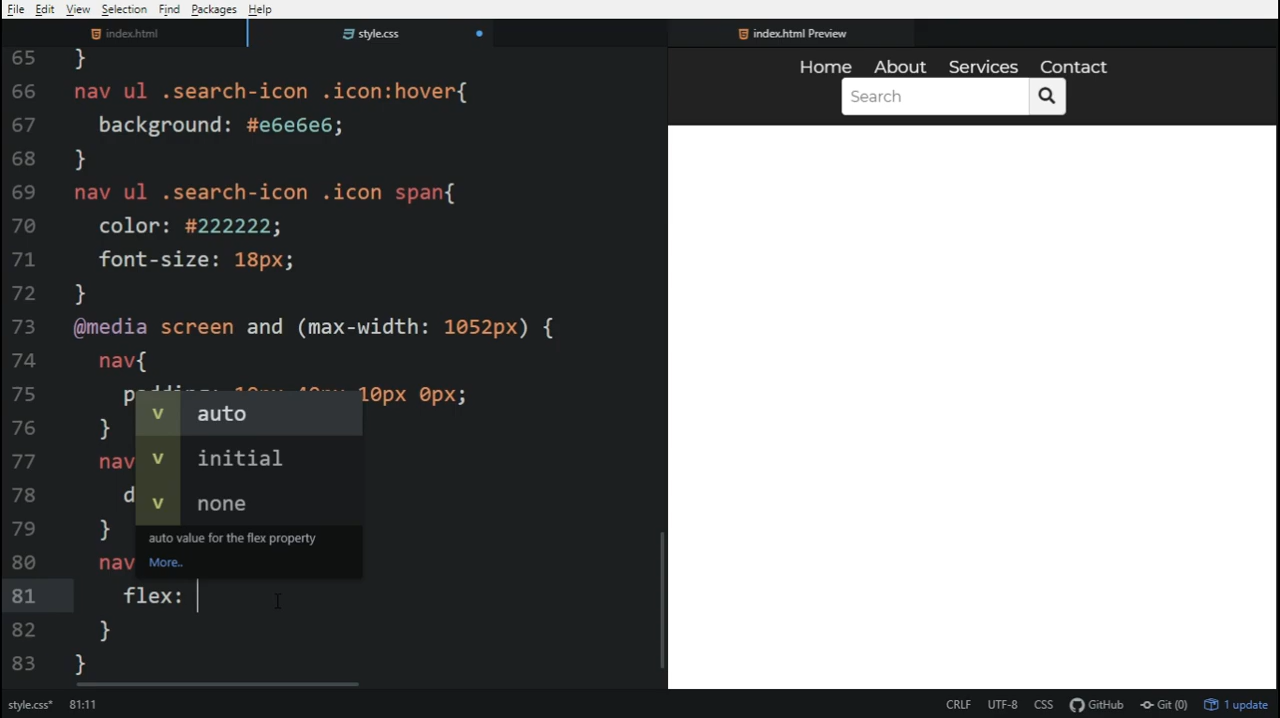 File Edit View Selection Find Packages Help
index.html style.css index.html Preview
65 }
66 nav ul .search-icon .icon:hover{
67 background: #e6e6e6;
68 }
69 nav ul .search-icon .icon span{
70 color: #222222;
71 font-size: 18px;
72 }
73 @media screen and (max-width: 1052px) {
74 nav{
75 10px 0px;
76 }
77 nav
78 d
79 }
80 nav
81 flex:
82 }
83 }
auto
initial
none
auto value for the flex property
More..
Home About Services Contact
Search
style.css* 81:11 CRLF UTF-8 CSS GitHub Git (0) 1 update